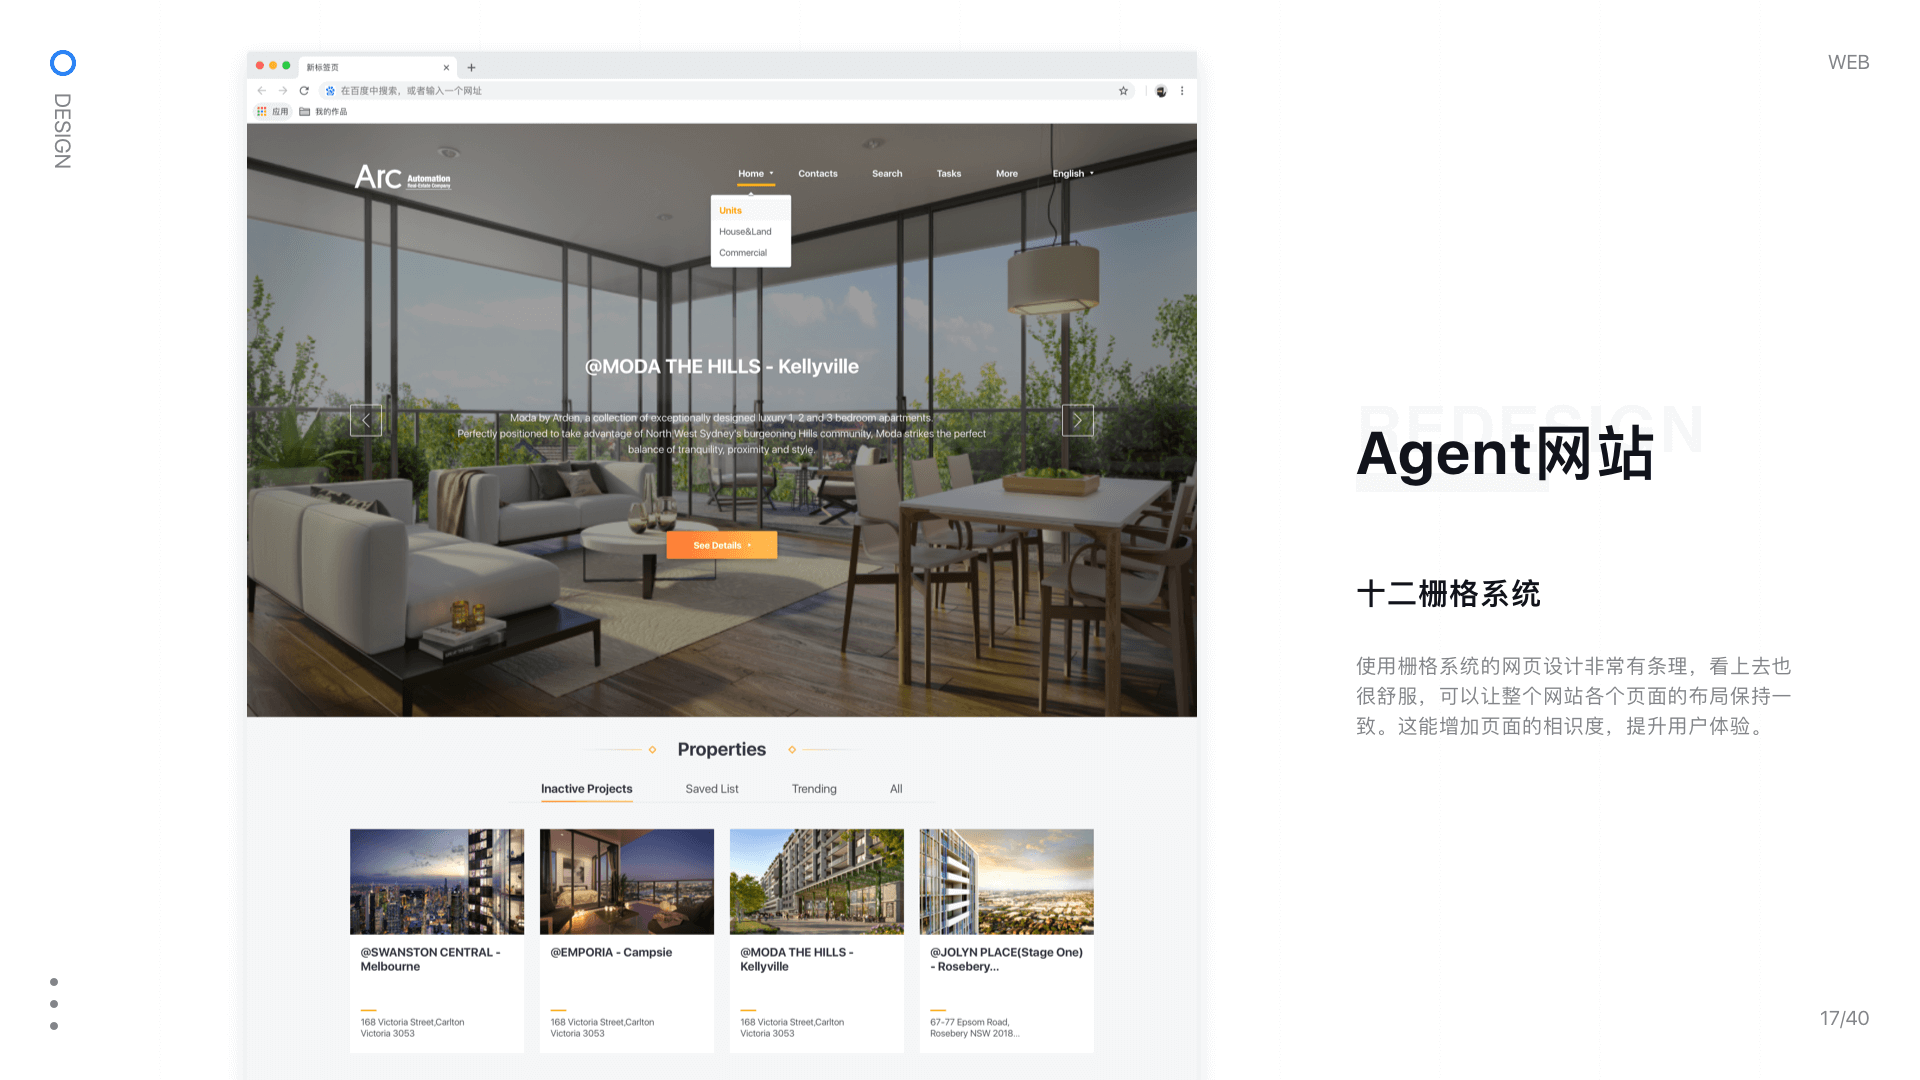 DESIGN
WEB
新标签页
在百度中搜索，或者输入一个网址
应用
我的作品
Arc
Automation
Real-Estate Company
Home
Contacts
Search
Tasks
More
English
Units
House&Land
Commercial
@MODA THE HILLS - Kellyville
Moda by Arden, a collection of exceptionally designed luxury 1, 2 and 3 bedroom apartments.
Perfectly positioned to take advantage of North West Sydney's burgeoning Hills community, Moda strikes the perfect
balance of tranquility, proximity and style.
See Details
Properties
Inactive Projects
Saved List
Trending
All
@SWANSTON CENTRAL -
Melbourne
168 Victoria Street,Carlton
Victoria 3053
@EMPORIA - Campsie
168 Victoria Street,Carlton
Victoria 3053
@MODA THE HILLS -
Kellyville
168 Victoria Street,Carlton
Victoria 3053
@JOLYN PLACE(Stage One)
- Rosebery...
67-77 Epsom Road,
Rosebery NSW 2018...
REDESIGN
Agent网站
十二栅格系统
使用栅格系统的网页设计非常有条理，看上去也
很舒服，可以让整个网站各个页面的布局保持一
致。这能增加页面的相识度，提升用户体验。
17/40